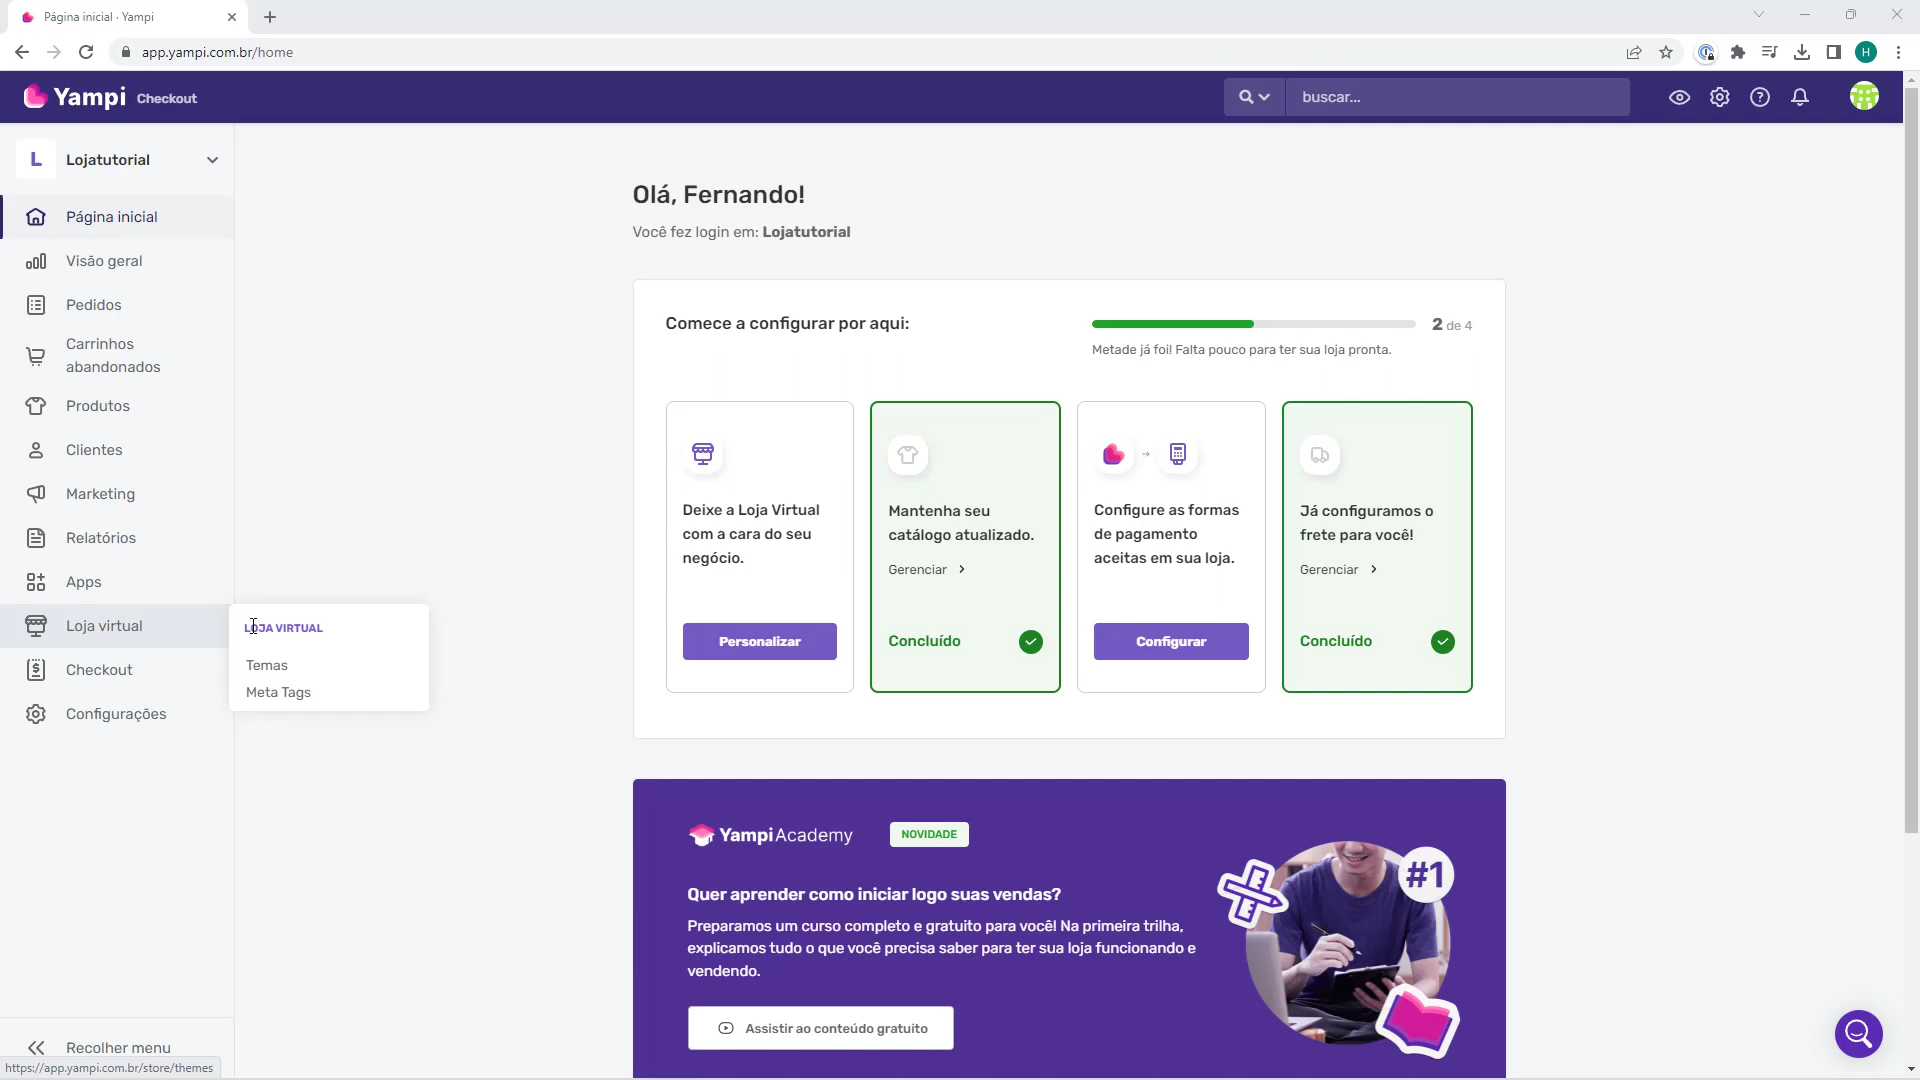 Página inicial · Yampi
app.yampi.com.br/home
H
Yampi Checkout
buscar...
L Lojatutorial
Página inicial
Visão geral
Pedidos
Carrinhos
abandonados
Produtos
Clientes
Marketing
Relatórios
Apps
Loja virtual
Checkout
Configurações
LOJA VIRTUAL
Temas
Meta Tags
Recolher menu
https://app.yampi.com.br/store/themes
Olá, Fernando!
Você fez login em: Lojatutorial
Comece a configurar por aqui:
2 de 4
Metade já foi! Falta pouco para ter sua loja pronta.
Deixe a Loja Virtual
com a cara do seu
negócio.
Personalizar
Mantenha seu
catálogo atualizado.
Gerenciar
Concluído
Configure as formas
de pagamento
aceitas em sua loja.
Configurar
Já configuramos o
frete para você!
Gerenciar
Concluído
Yampi Academy
NOVIDADE
Quer aprender como iniciar logo suas vendas?
Preparamos um curso completo e gratuito para você! Na primeira trilha,
explicamos tudo o que você precisa saber para ter sua loja funcionando e
vendendo.
Assistir ao conteúdo gratuito
#1